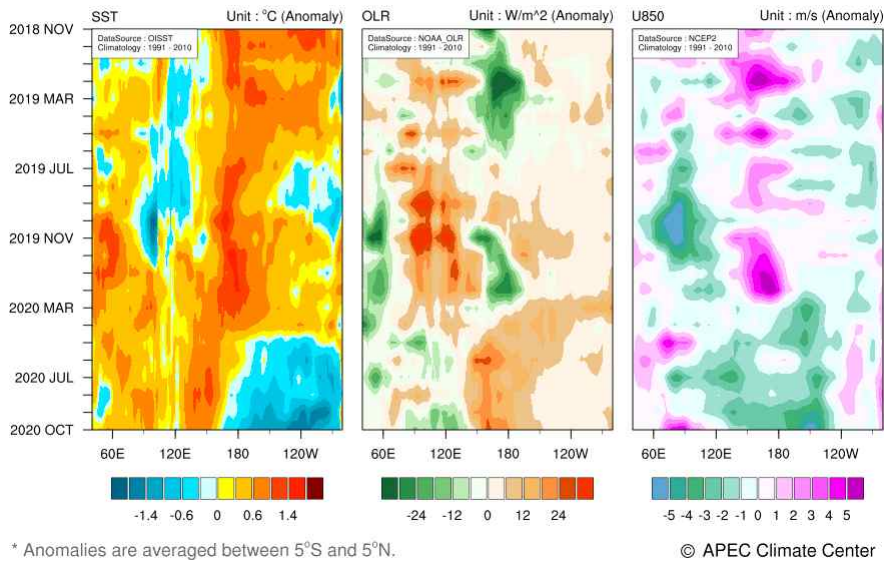 SST Unit : °C (Anomaly)
DataSource : OISST
Climatology : 1991 - 2010
OLR Unit : W/m^2 (Anomaly)
DataSource : NOAA_OLR
Climatology : 1991 - 2010
U850 Unit : m/s (Anomaly)
DataSource : NCEP2
Climatology : 1991 - 2010
2018 NOV
2019 MAR
2019 JUL
2019 NOV
2020 MAR
2020 JUL
2020 OCT
60E 120E 180 120W
60E 120E 180 120W
60E 120E 180 120W
-1.4 -0.6 0 0.6 1.4
-24 -12 0 12 24
-5 -4 -3 -2 -1 0 1 2 3 4 5
* Anomalies are averaged between 5°S and 5°N.
© APEC Climate Center